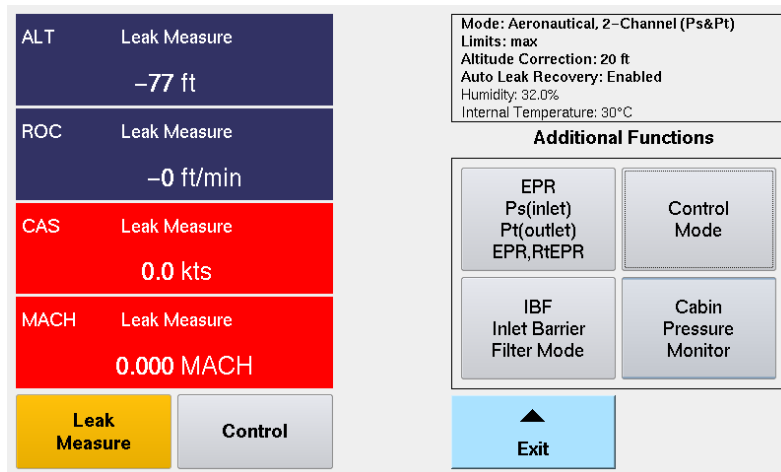 ALT Leak Measure
−77 ft
ROC Leak Measure
−0 ft/min
CAS Leak Measure
0.0 kts
MACH Leak Measure
0.000 MACH
Leak
Measure
Control
Mode: Aeronautical, 2−Channel (Ps&Pt)
Limits: max
Altitude Correction: 20 ft
Auto Leak Recovery: Enabled
Humidity: 32.0%
Internal Temperature: 30°C
Additional Functions
EPR
Ps(inlet)
Pt(outlet)
EPR,RtEPR
Control
Mode
IBF
Inlet Barrier
Filter Mode
Cabin
Pressure
Monitor
Exit